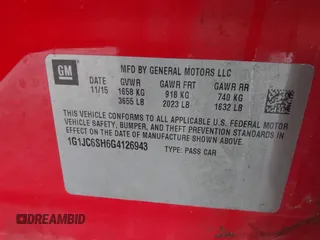 GM
MFD BY GENERAL MOTORS LLC
DATE GVWR GAWR FRT GAWR RR
11/15 1658 KG 918 KG 740 KG
3655 LB 2023 LB 1632 LB
THIS VEHICLE CONFORMS TO ALL APPLICABLE U.S. FEDERAL MOTOR
VEHICLE SAFETY, BUMPER, AND THEFT PREVENTION STANDARDS IN
EFFECT ON THE DATE OF MANUFACTURE SHOWN ABOVE.
1G1JC6SH6G4126943 TYPE: PASS CAR
DREAMBID